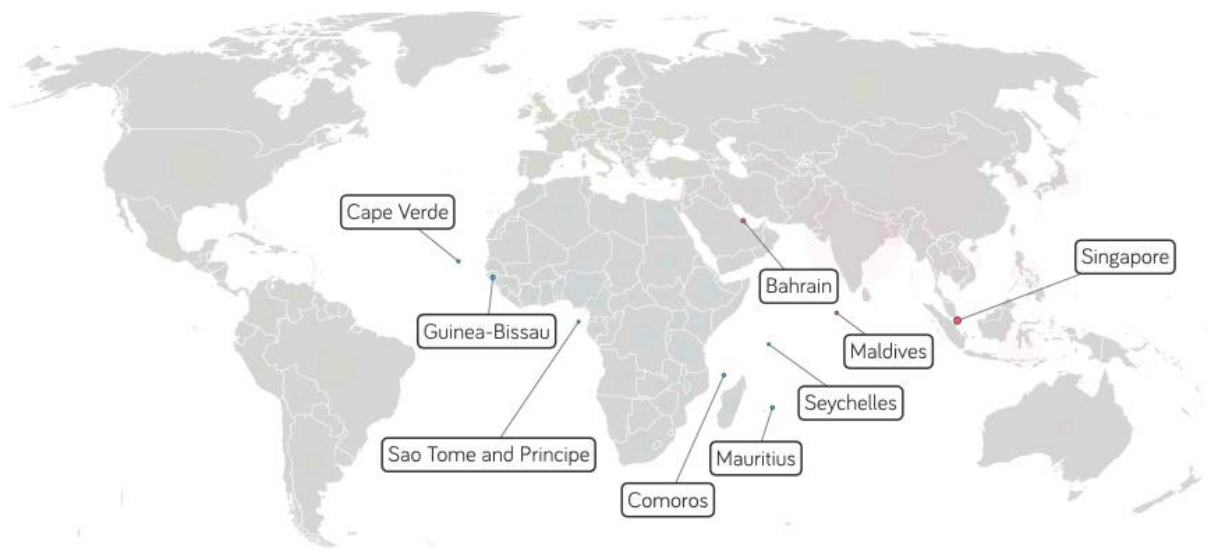 Cape Verde
Singapore
Bahrain
Guinea-Bissau
Maldives
Seychelles
Sao Tome and Principe
Mauritius
Comoros